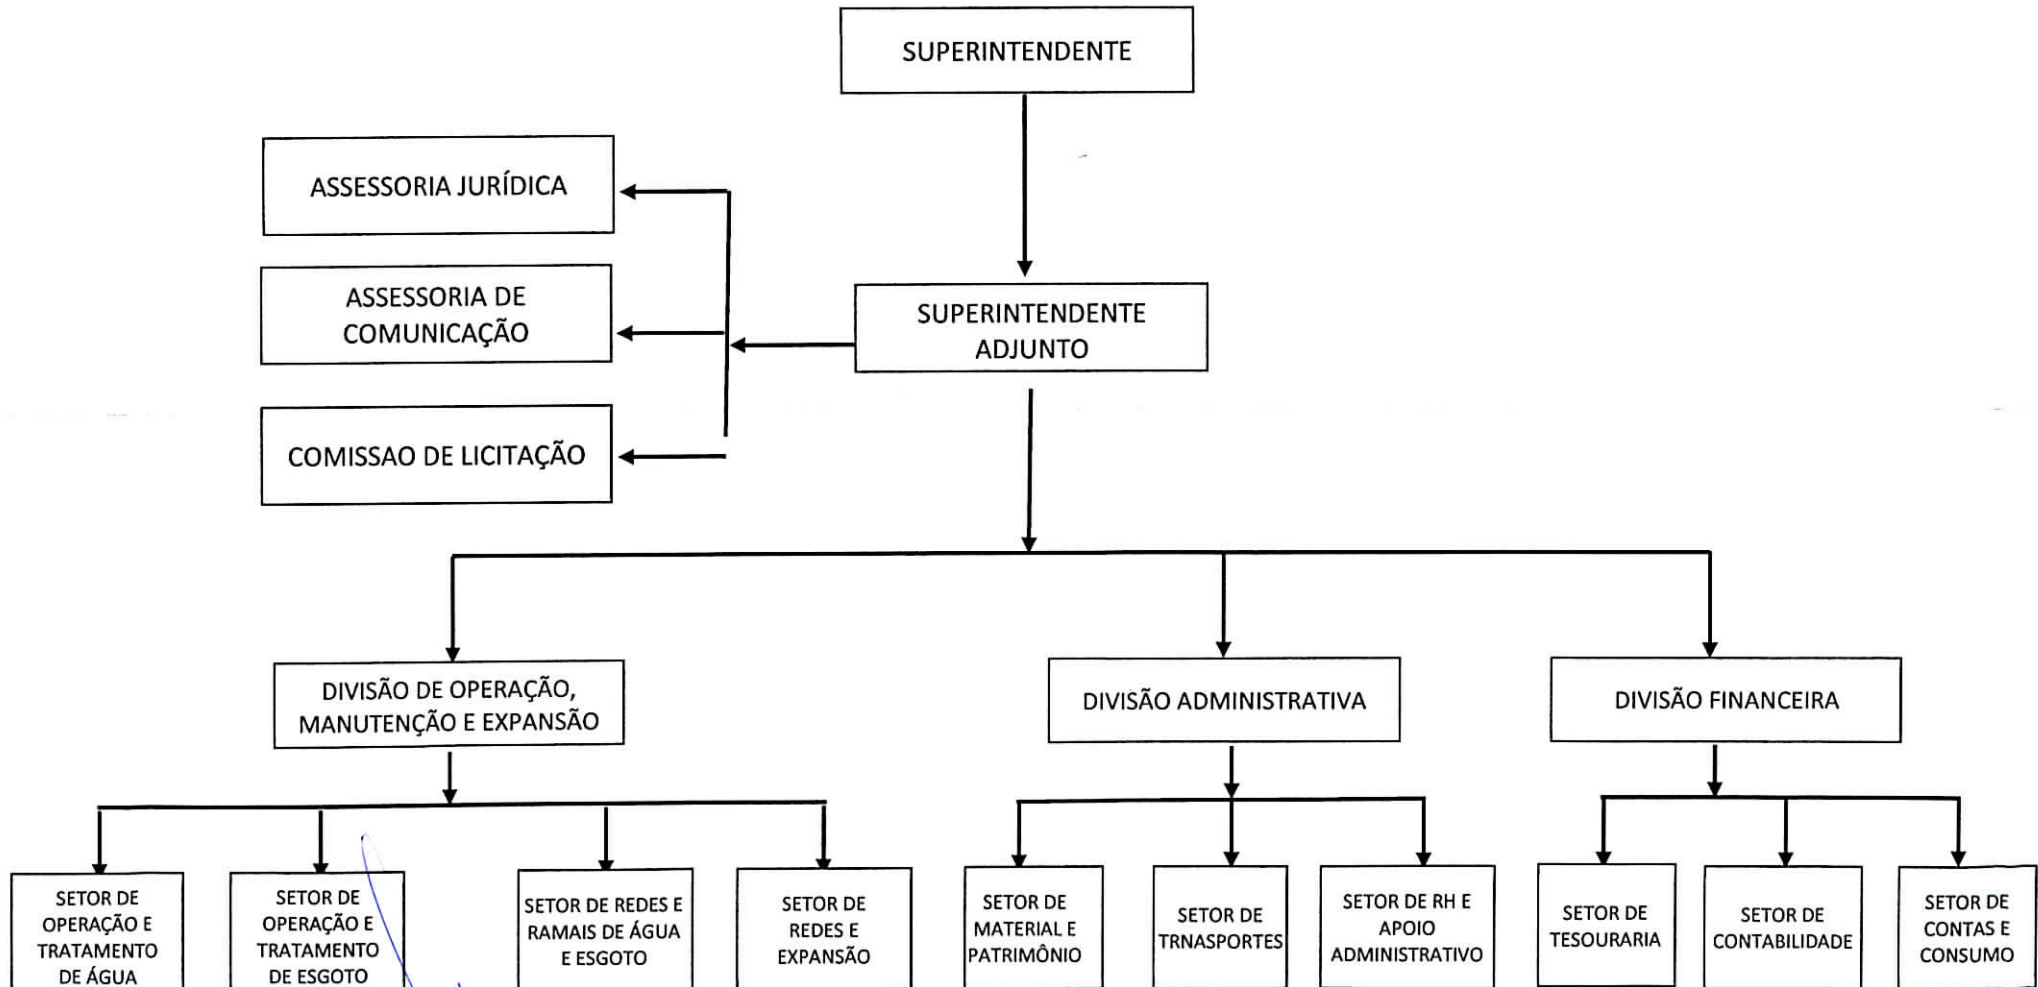 SUPERINTENDENTE
ASSESSORIA JURÍDICA
ASSESSORIA DE
COMUNICAÇÃO
SUPERINTENDENTE
ADJUNTO
COMISSAO DE LICITAÇÃO
DIVISÃO DE OPERAÇÃO,
MANUTENÇÃO E EXPANSÃO
DIVISÃO ADMINISTRATIVA
DIVISÃO FINANCEIRA
SETOR DE
OPERAÇÃO E
TRATAMENTO
DE ÁGUA
SETOR DE
OPERAÇÃO E
TRATAMENTO
DE ESGOTO
SETOR DE REDES E
RAMAIS DE ÁGUA
E ESGOTO
SETOR DE
REDES E
EXPANSÃO
SETOR DE
MATERIAL E
PATRIMÔNIO
SETOR DE
TRNASPORTES
SETOR DE RH E
APOIO
ADMINISTRATIVO
SETOR DE
TESOURARIA
SETOR DE
CONTABILIDADE
SETOR DE
CONTAS E
CONSUMO